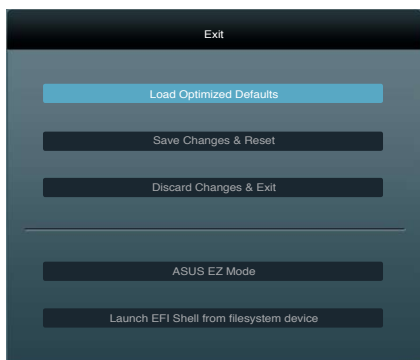 Exit
Load Optimized Defaults
Save Changes & Reset
Discard Changes & Exit
ASUS EZ Mode
Launch EFI Shell from filesystem device